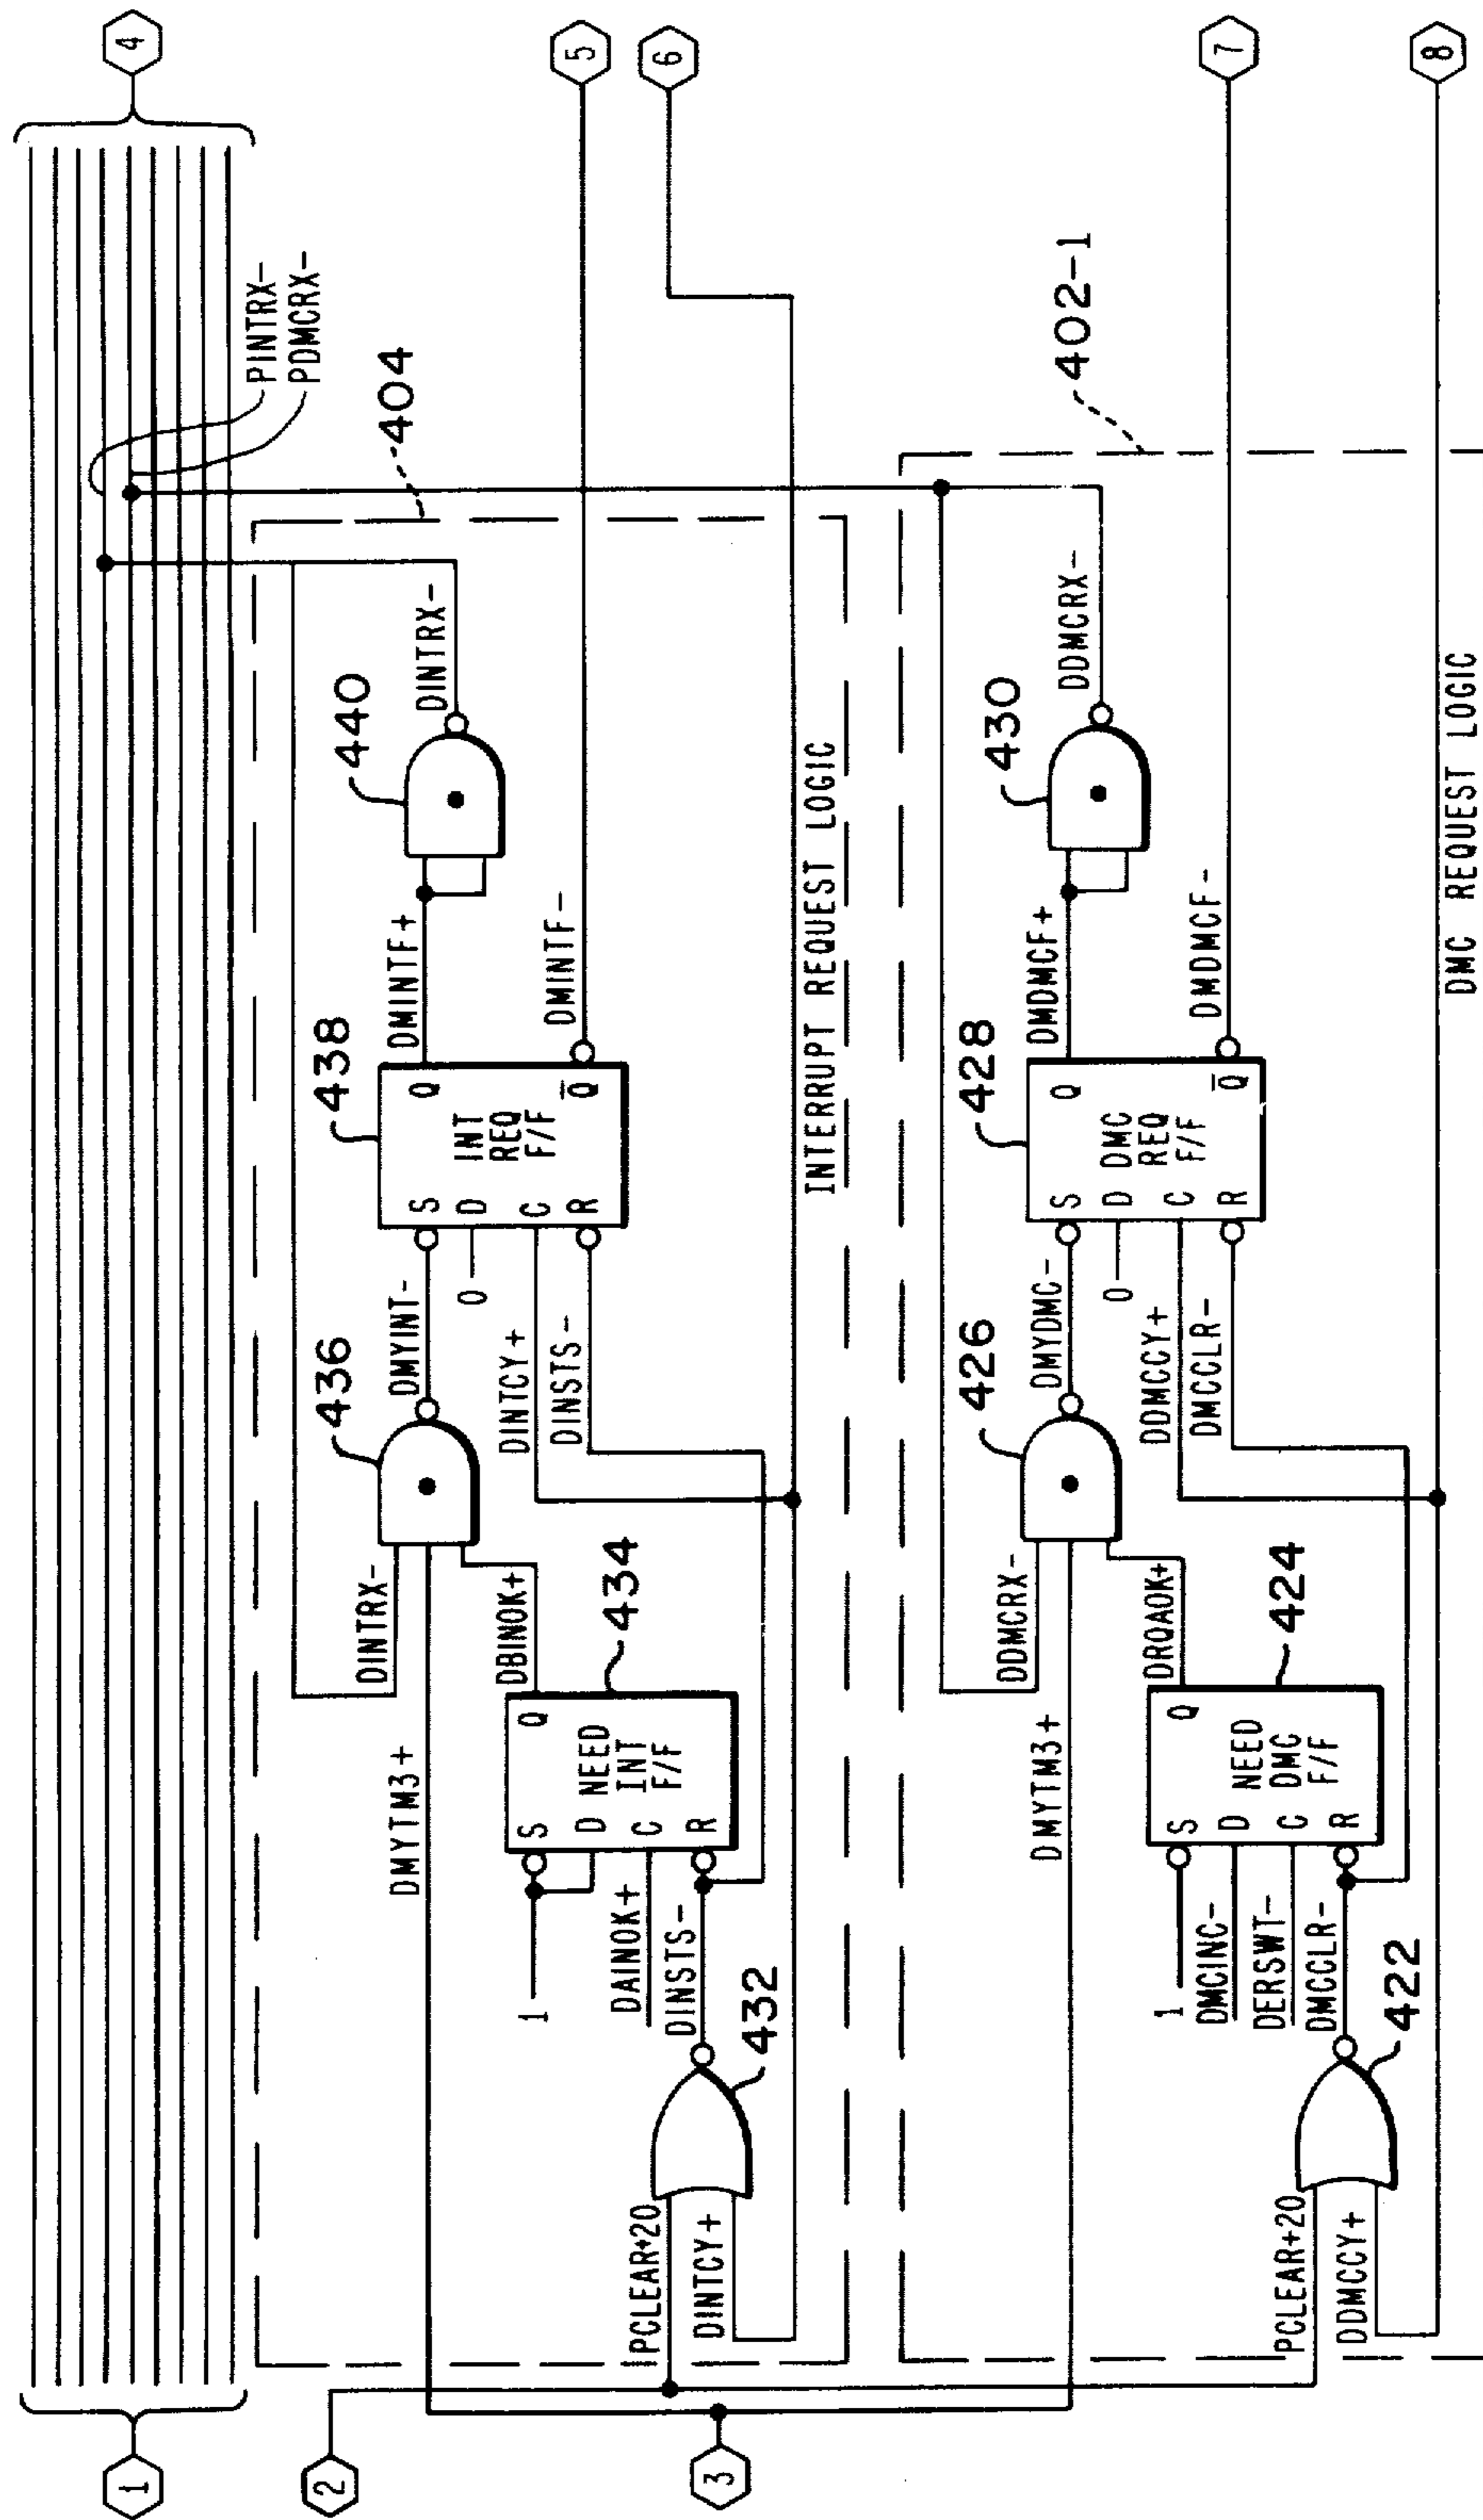 1
4
PINTRX-
PDMCRX-
2
404
440
DINTRX-
436
438
DINTRX-
DMYTM3+
DMYINT-
DMINTF+
S
D
C
R
Q
Q
INT
REQ
F/F
0
DBINOK+
DINTCY+
DINSTS-
DMINTF-
5
434
1
S
D
C
R
Q
NEED
INT
F/F
DAINOK+
DINSTS-
432
PCLEAR+20
DINTCY+
6
INTERRUPT REQUEST LOGIC
3
402-1
430
DDMCRX-
426
428
DDMCRX-
DMYTM3+
DMYDMC-
DMDMCF+
S
D
C
R
Q
Q
DMC
REQ
F/F
0
DRQAOK+
DDMCCY+
DMCCLR-
DMDMCF-
7
424
1
S
D
C
R
Q
NEED
DMC
F/F
DMCINC-
DERSWT-
DMCCLR-
422
PCLEAR+20
DDMCCY+
8
DMC REQUEST LOGIC